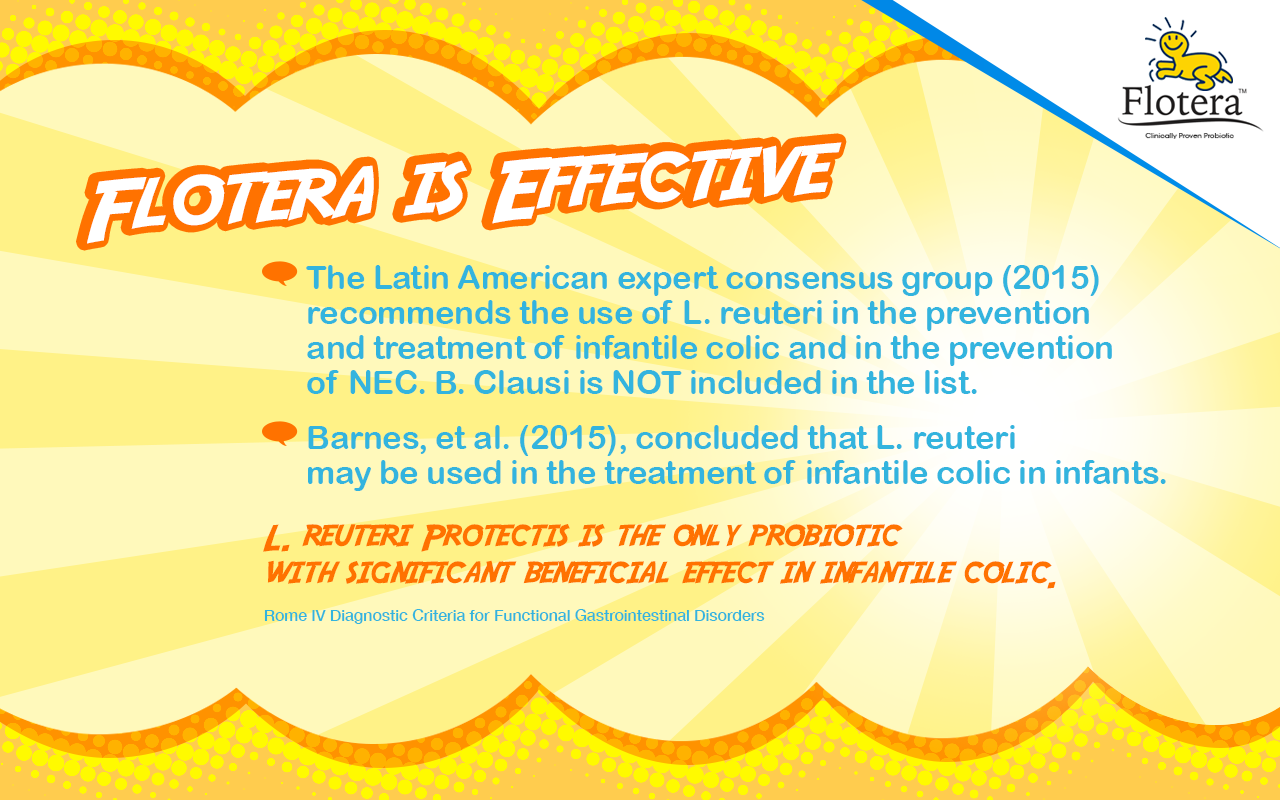 Flotera™
Clinically Proven Probiotic
FLOTERA IS EFFECTIVE
The Latin American expert consensus group (2015)
recommends the use of L. reuteri in the prevention
and treatment of infantile colic and in the prevention
of NEC. B. Clausi is NOT included in the list.
Barnes, et al. (2015), concluded that L. reuteri
may be used in the treatment of infantile colic in infants.
L. REUTERI PROTECTIS IS THE ONLY PROBIOTIC
WITH SIGNIFICANT BENEFICIAL EFFECT IN INFANTILE COLIC.
Rome IV Diagnostic Criteria for Functional Gastrointestinal Disorders